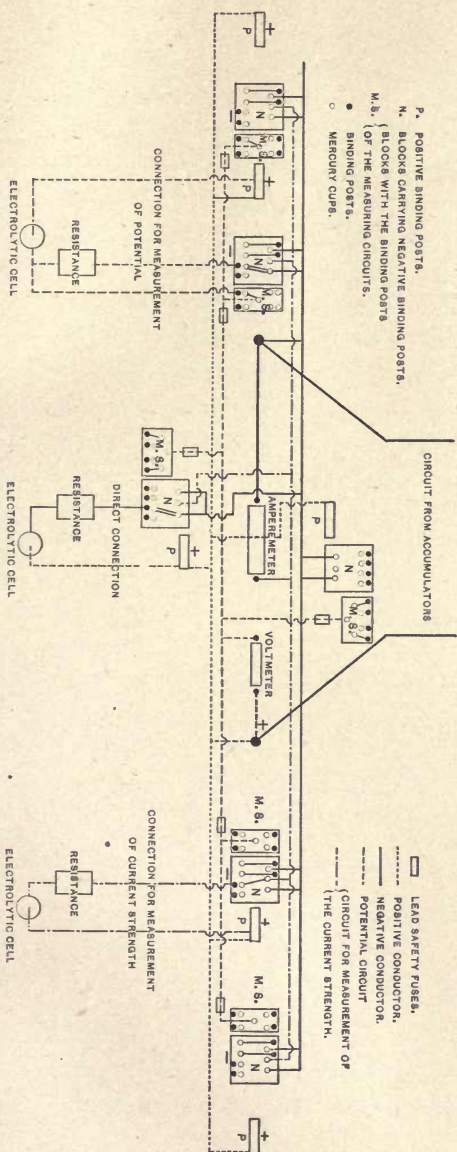 P. POSITIVE BINDING POSTS.
N. BLOCKS CARRYING NEGATIVE BINDING POSTS.
M.S. (BLOCKS WITH THE BINDING POSTS
(OF THE MEASURING CIRCUITS.
● BINDING POSTS.
○ MERCURY CUPS.
CIRCUIT FROM ACCUMULATORS
LEAD SAFETY FUSES.
POSITIVE CONDUCTOR.
NEGATIVE CONDUCTOR.
POTENTIAL CIRCUIT
(CIRCUIT FOR MEASUREMENT OF
(THE CURRENT STRENGTH.
+
P
N
M.S.
+
P
N
M.S.
M.S.
N
+
P
AMPEREMETER
P
N
M.S.
VOLTMETER
+
M.S.
N
+
P
M.S.
N
+
P
CONNECTION FOR MEASUREMENT
OF POTENTIAL
RESISTANCE
ELECTROLYTIC CELL
DIRECT CONNECTION
RESISTANCE
ELECTROLYTIC CELL
CONNECTION FOR MEASUREMENT
OF CURRENT STRENGTH
RESISTANCE
ELECTROLYTIC CELL